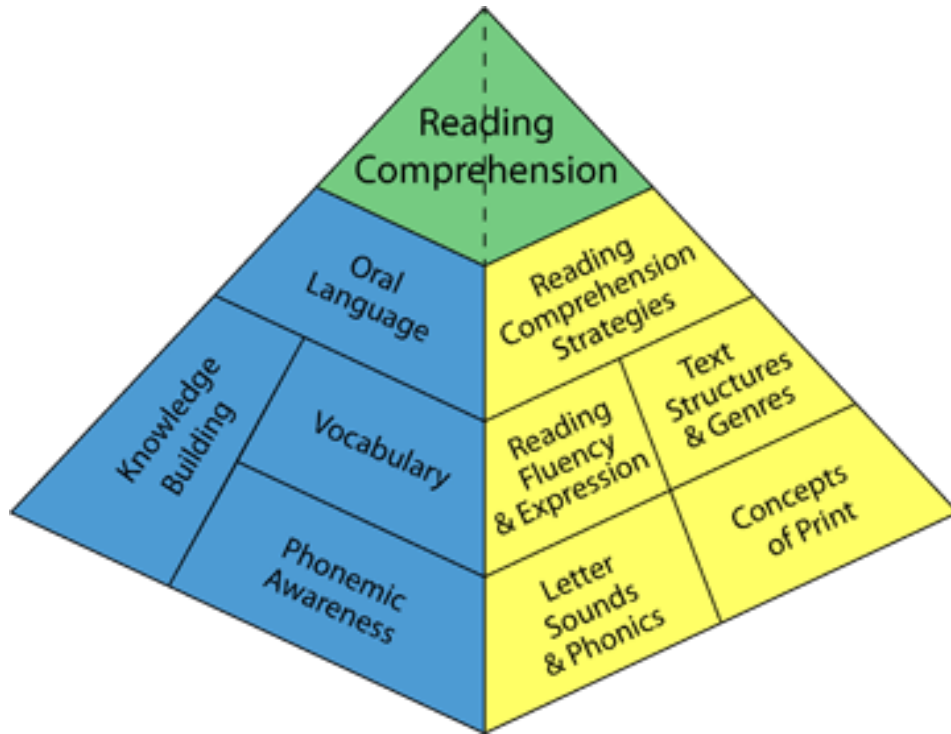 Reading
Comprehension
Oral
Language
Knowledge
Building
Vocabulary
Phonemic
Awareness
Reading
Comprehension
Strategies
Reading
Fluency
& Expression
Text
Structures
& Genres
Letter
Sounds
& Phonics
Concepts
of Print